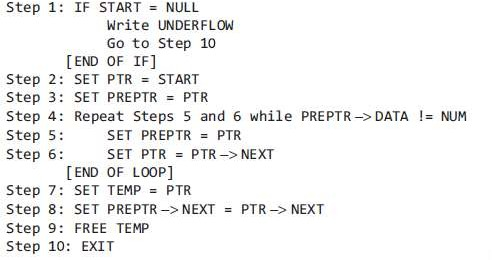 Step 1: IF START = NULL
Write UNDERFLOW
Go to Step 10
[END OF IF]
Step 2: SET PTR = START
Step 3: SET PREPTR = PTR
Step 4: Repeat Steps 5 and 6 while PREPTR—>DATA != NUM
Step 5: SET PREPTR = PTR
Step 6: SET PTR = PTR—>NEXT
[END OF LOOP]
Step 7: SET TEMP = PTR
Step 8: SET PREPTR—>NEXT = PTR—>NEXT
Step 9: FREE TEMP
Step 10: EXIT